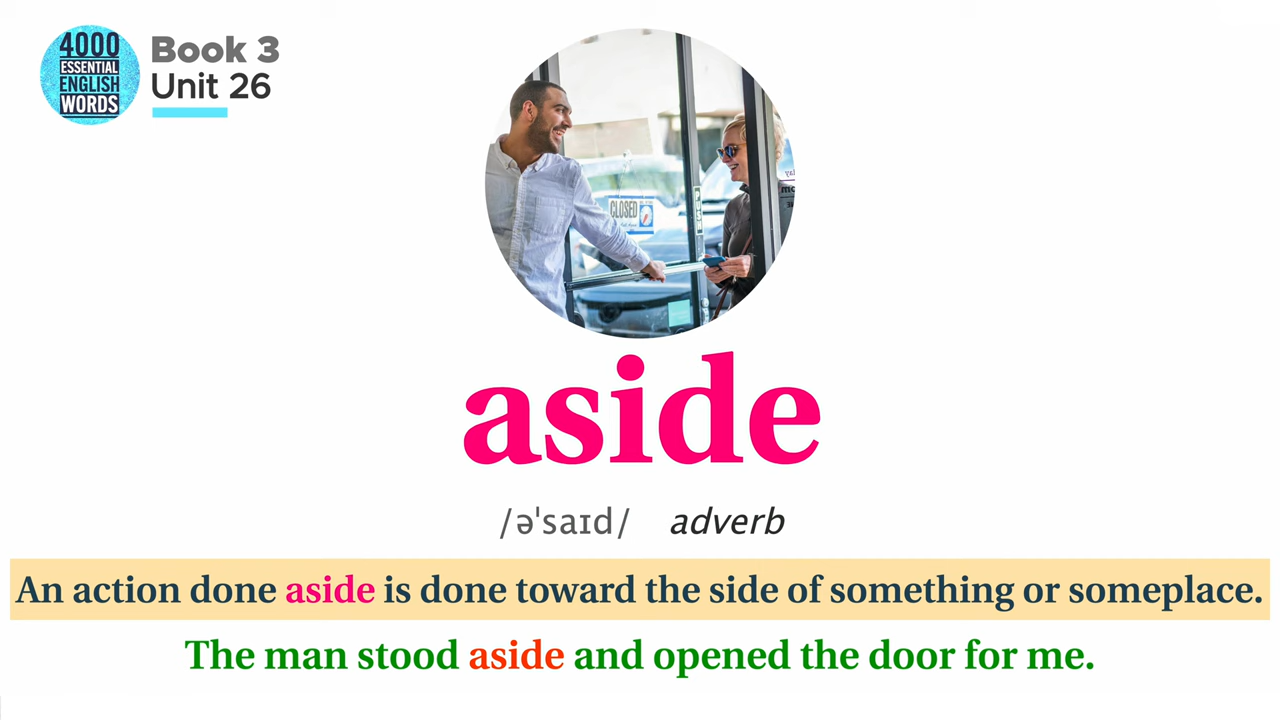 4000
ESSENTIAL
ENGLISH
WORDS
Book 3
Unit 26
CLOSED
aside
/əˈsaɪd/ adverb
An action done aside is done toward the side of something or someplace.
The man stood aside and opened the door for me.